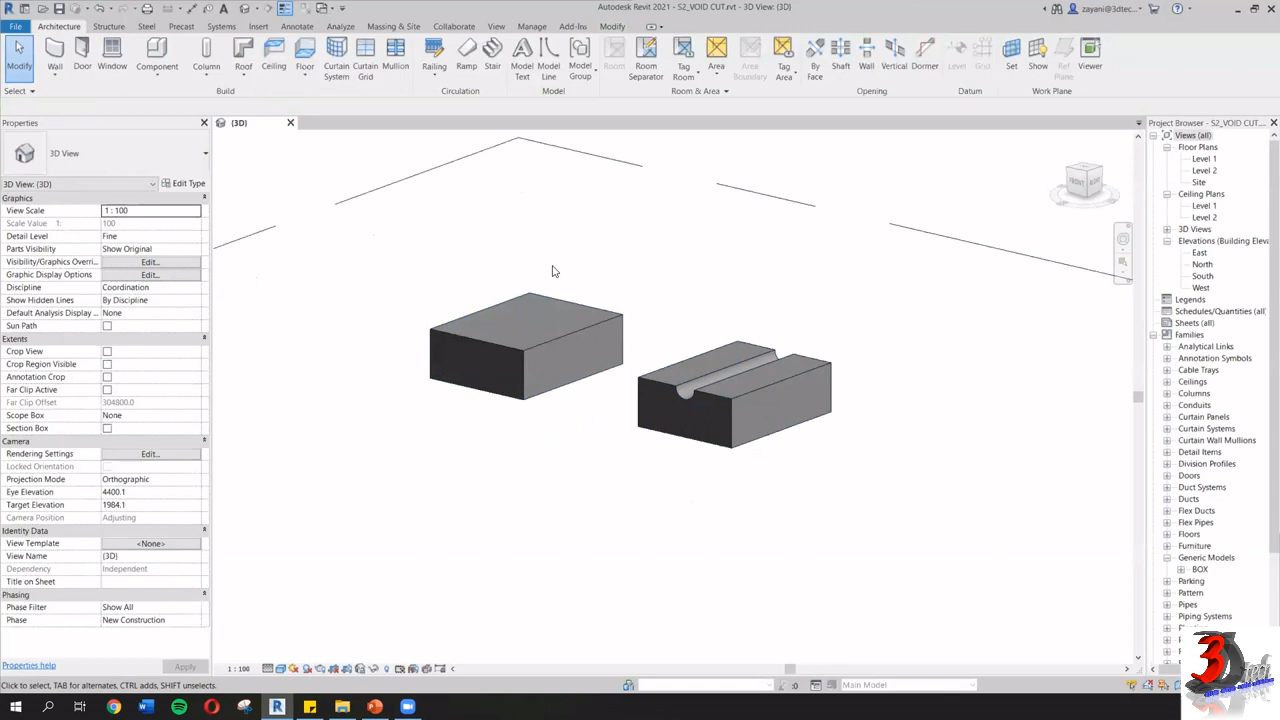 Autodesk Revit 2021 - S2_VOID CUT.rvt - 3D View: {3D}
zayani@3dtec...
File Architecture Structure Steel Precast Systems Insert Annotate Analyze Massing & Site Collaborate View Manage Add-Ins Modify
Modify Wall Door Window Component Column Roof Ceiling Floor Curtain System Curtain Grid Mullion Railing Ramp Stair Model Text Model Line Model Group Room Room Separator Tag Room Area Area Boundary Tag Area By Face Shaft Wall Vertical Dormer Level Grid Set Show Ref Plane Viewer
Select Build Circulation Model Room & Area Opening Datum Work Plane
Properties
{3D}
Project Browser - S2_VOID CUT....
3D View
3D View: {3D}
Edit Type
Graphics
View Scale 1 : 100
Scale Value 1: 100
Detail Level Fine
Parts Visibility Show Original
Visibility/Graphics Overri... Edit...
Graphic Display Options Edit...
Discipline Coordination
Show Hidden Lines By Discipline
Default Analysis Display ... None
Sun Path
Extents
Crop View
Crop Region Visible
Annotation Crop
Far Clip Active
Far Clip Offset 304800.0
Scope Box None
Section Box
Camera
Rendering Settings Edit...
Locked Orientation
Projection Mode Orthographic
Eye Elevation 4400.1
Target Elevation 1984.1
Camera Position Adjusting
Identity Data
View Template <None>
View Name {3D}
Dependency Independent
Title on Sheet
Phasing
Phase Filter Show All
Phase New Construction
Properties help
Apply
FRONT RIGHT
Views (all)
Floor Plans
Level 1
Level 2
Site
Ceiling Plans
Level 1
Level 2
3D Views
Elevations (Building Eleva
East
North
South
West
Legends
Schedules/Quantities (all)
Sheets (all)
Families
Analytical Links
Annotation Symbols
Cable Trays
Ceilings
Columns
Conduits
Curtain Panels
Curtain Systems
Curtain Wall Mullions
Detail Items
Division Profiles
Doors
Duct Systems
Ducts
Flex Ducts
Flex Pipes
Floors
Furniture
Generic Models
BOX
Parking
Pattern
Pipes
Piping Systems
1 : 100
Click to select, TAB for alternates, CTRL adds, SHIFT unselects.
:0
Main Model